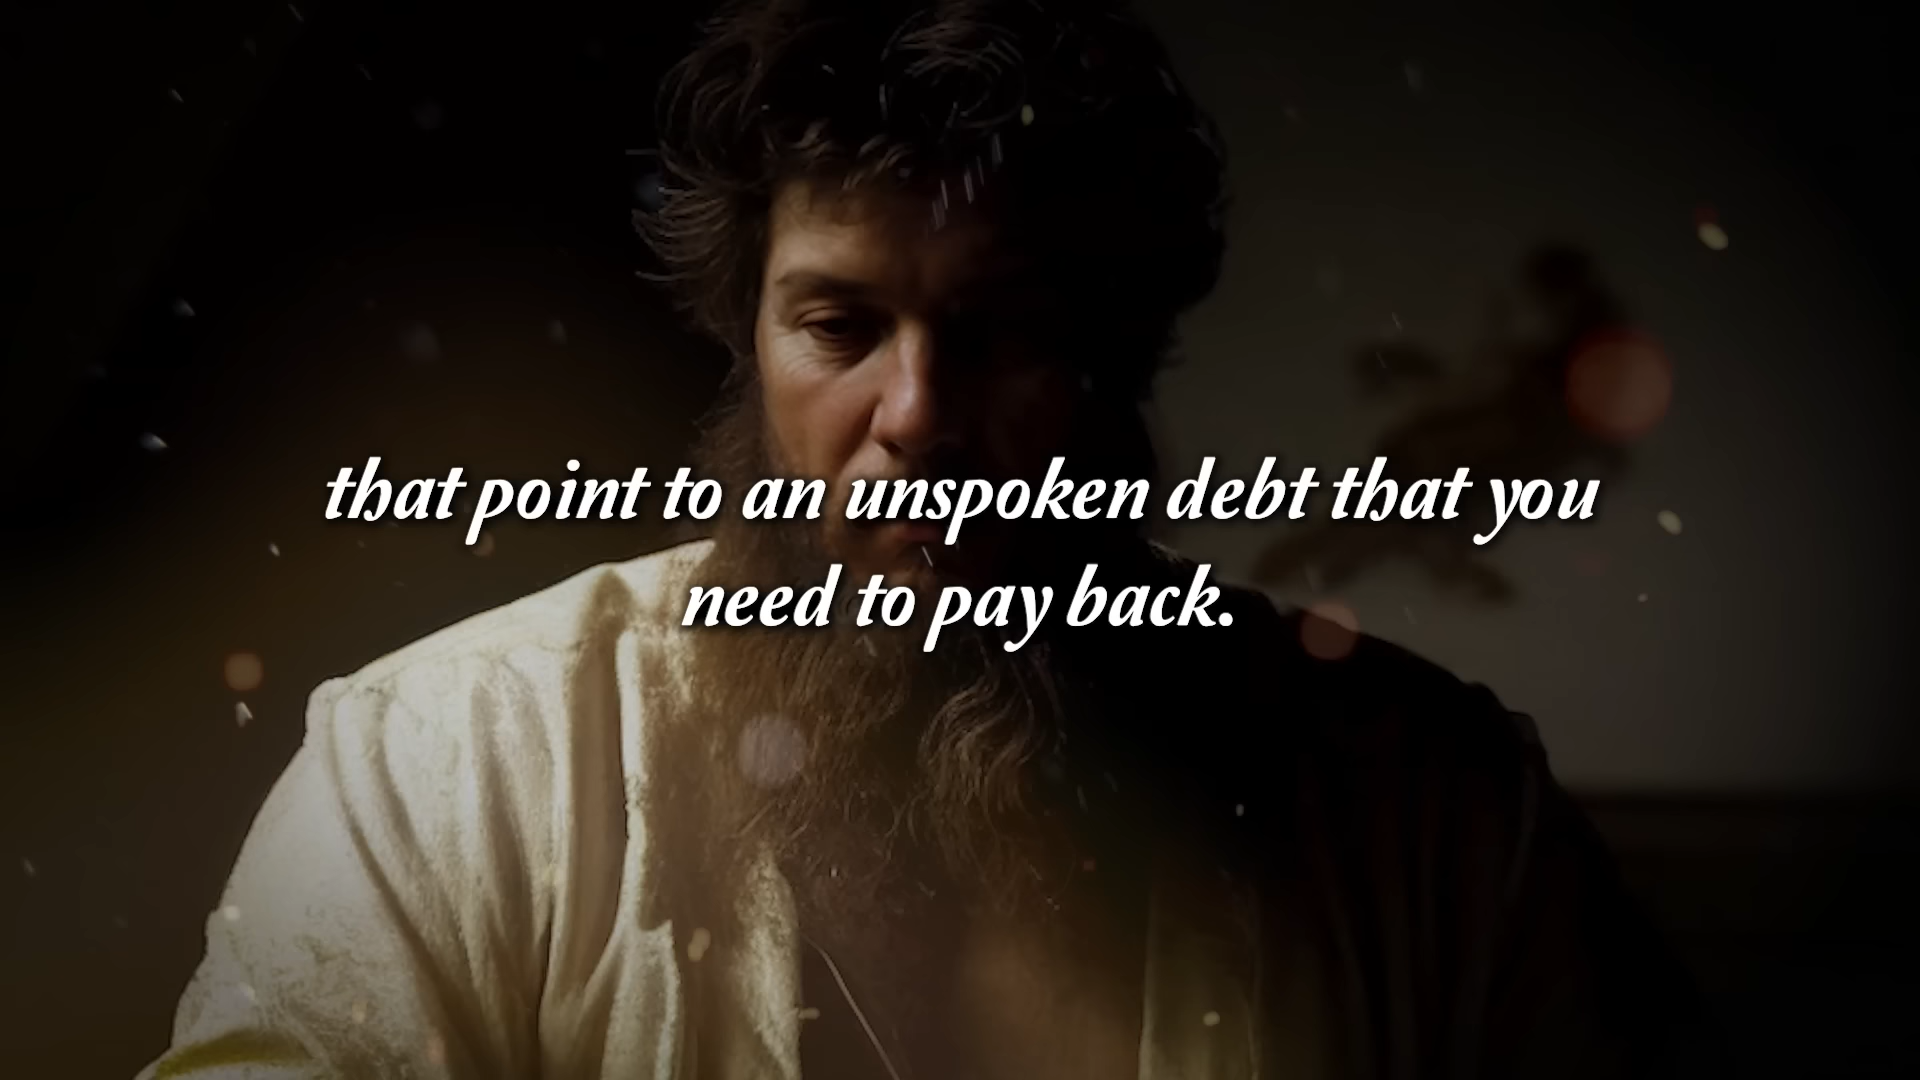 that point to an unspoken debt that you
need to pay back.